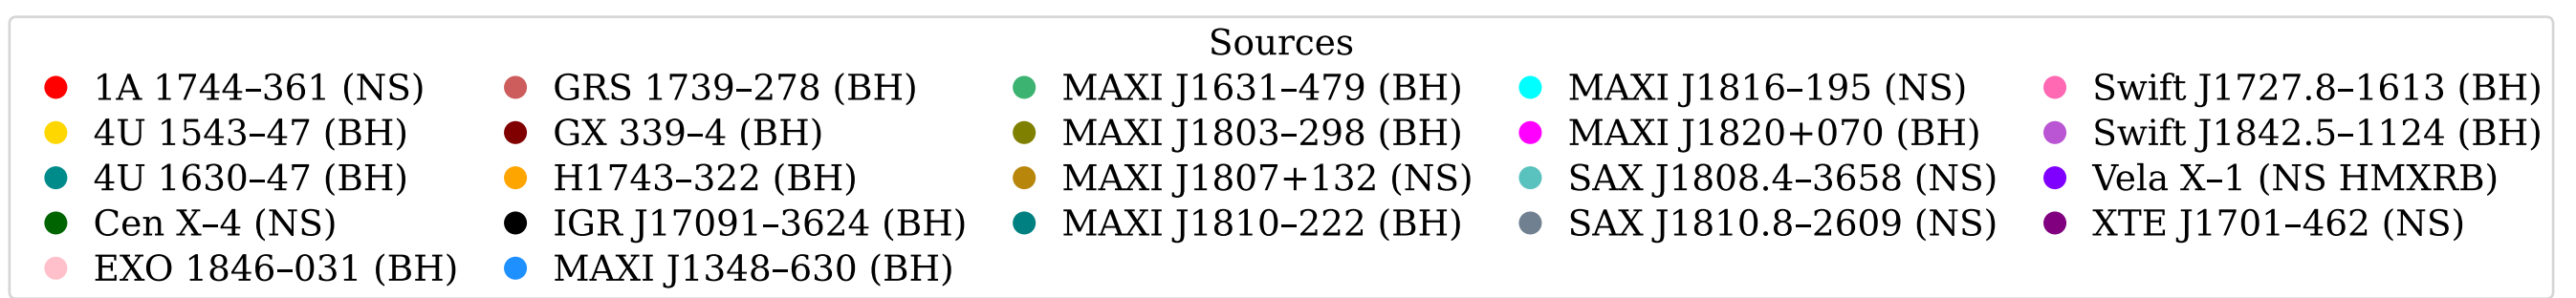 Sources
1A 1744–361 (NS)
4U 1543–47 (BH)
4U 1630–47 (BH)
Cen X–4 (NS)
EXO 1846–031 (BH)
GRS 1739–278 (BH)
GX 339–4 (BH)
H1743–322 (BH)
IGR J17091–3624 (BH)
MAXI J1348–630 (BH)
MAXI J1631–479 (BH)
MAXI J1803–298 (BH)
MAXI J1807+132 (NS)
MAXI J1810–222 (BH)
MAXI J1816–195 (NS)
MAXI J1820+070 (BH)
SAX J1808.4–3658 (NS)
SAX J1810.8–2609 (NS)
Swift J1727.8–1613 (BH)
Swift J1842.5–1124 (BH)
Vela X–1 (NS HMXRB)
XTE J1701–462 (NS)